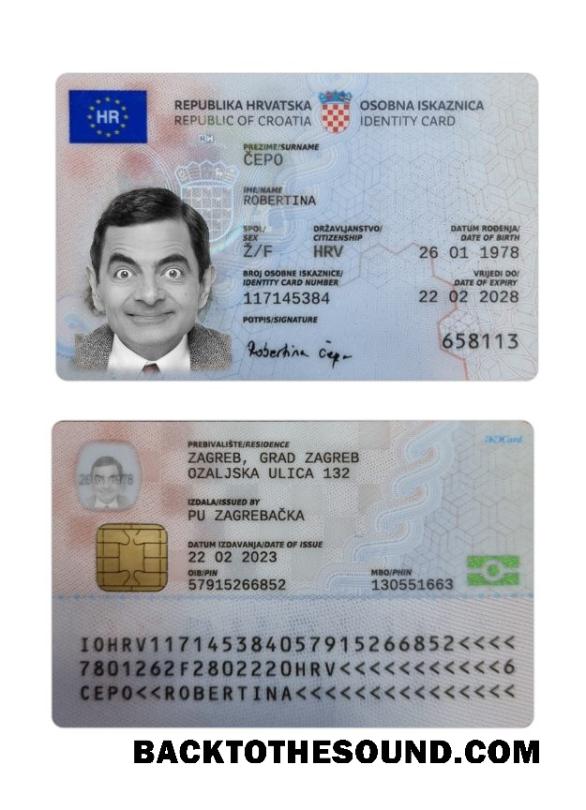 HR
REPUBLIKA HRVATSKA
REPUBLIC OF CROATIA
OSOBNA ISKAZNICA
IDENTITY CARD
PREZIME/SURNAME
ČEPO
IME/NAME
ROBERTINA
SPOL/
SEX
Ž/F
DRŽAVLJANSTVO/
CITIZENSHIP
HRV
DATUM ROĐENJA/
DATE OF BIRTH
26 01 1978
BROJ OSOBNE ISKAZNICE/
IDENTITY CARD NUMBER
117145384
VRIJEDI DO/
DATE OF EXPIRY
22 02 2028
POTPIS/SIGNATURE
Robertina Čepo
658113
PREBIVALIŠTE/RESIDENCE
ZAGREB, GRAD ZAGREB
OZALJSKA ULICA 132
IZDALA/ISSUED BY
PU ZAGREBAČKA
DATUM IZDAVANJA/DATE OF ISSUE
22 02 2023
OIB/PIN
57915266852
MBO/PHIN
130551663
IOHRV117145384057915266852<<<<
7801262F2802220HRV<<<<<<<<<<<6
CEPO<<ROBERTINA<<<<<<<<<<<<<<<
BACKTOTHESOUND.COM